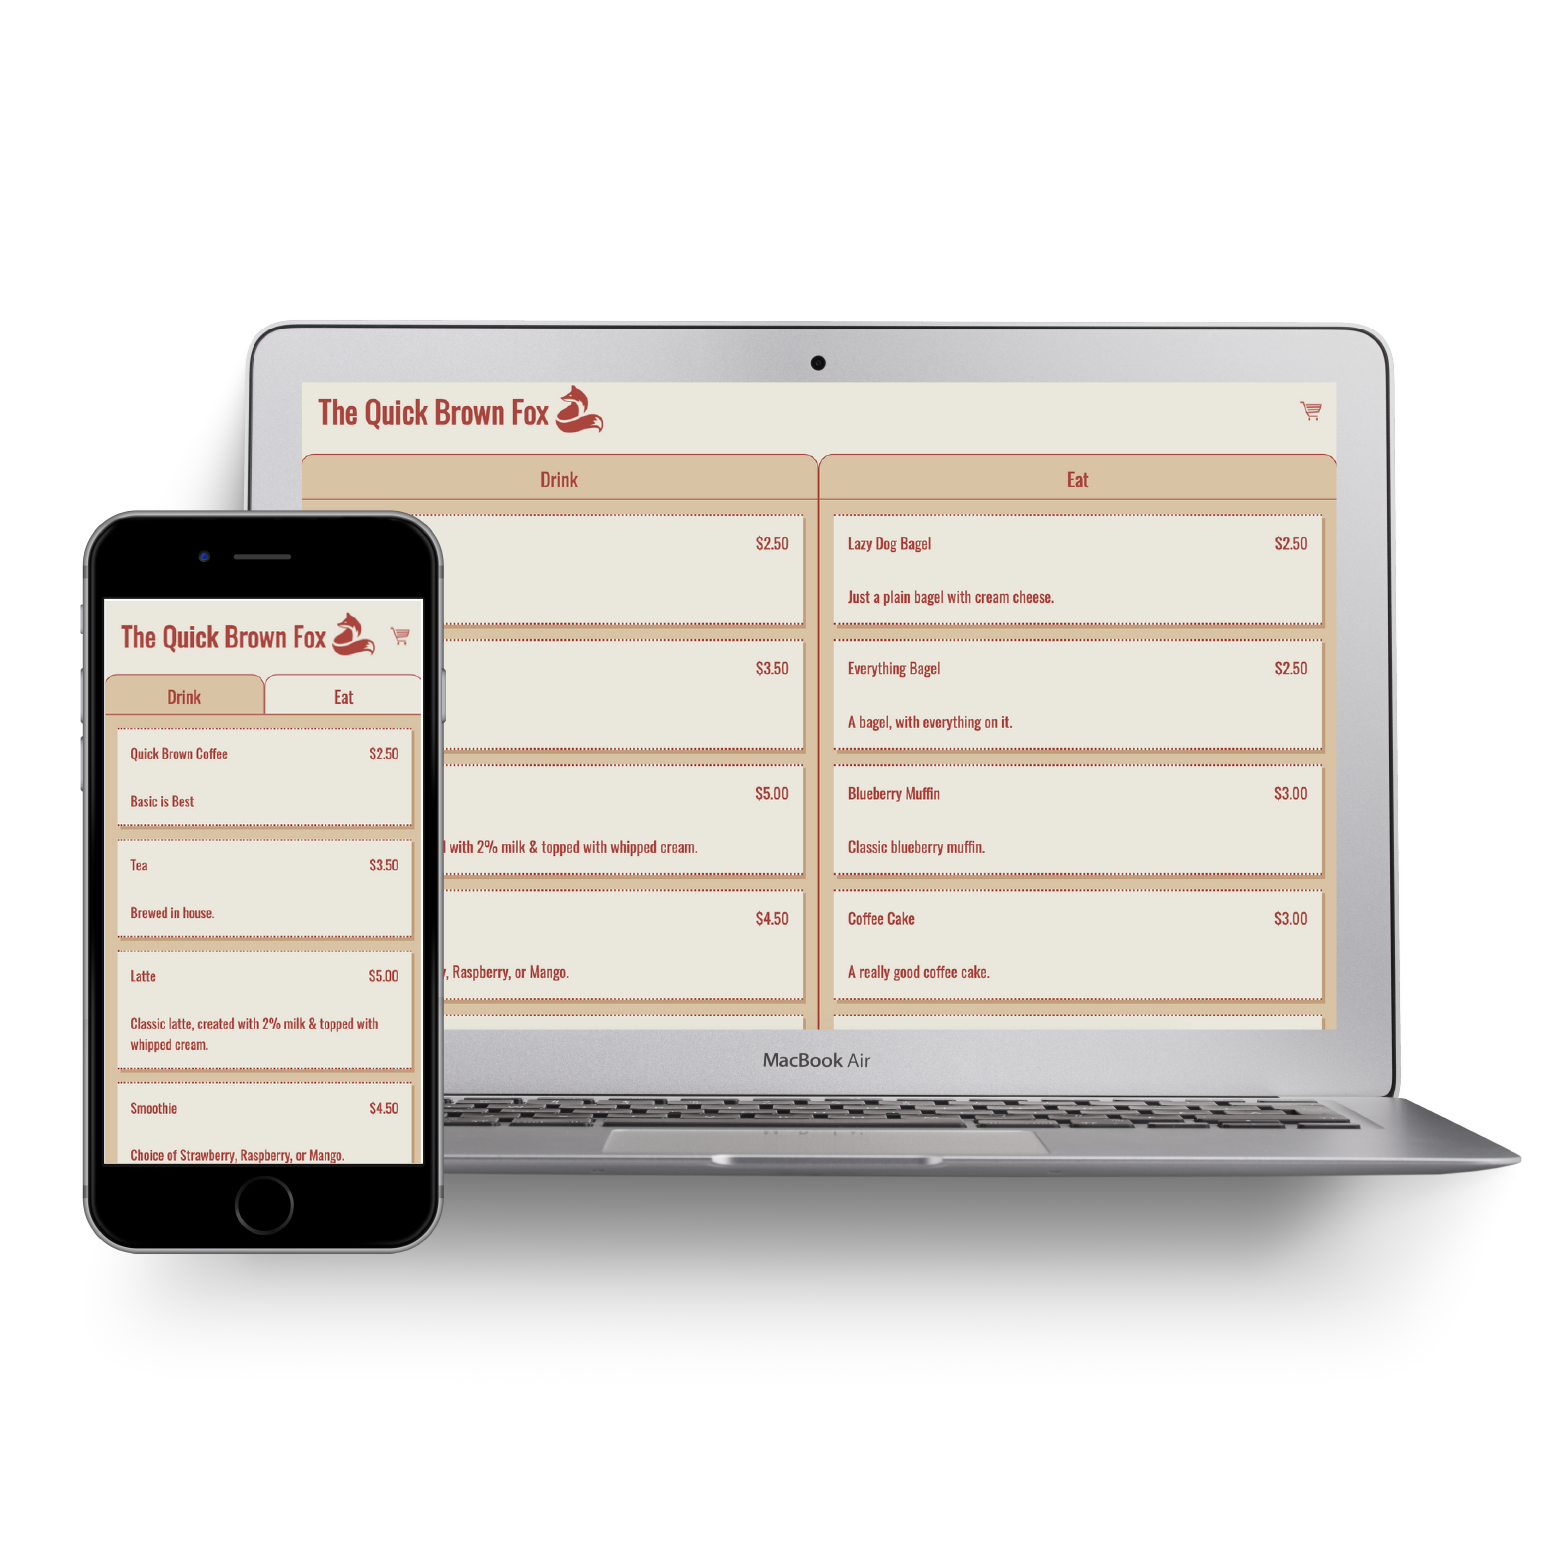 The Quick Brown Fox
Drink
Eat
$2.50
$3.50
$5.00
with 2% milk & topped with whipped cream.
$4.50
, Raspberry, or Mango.
Lazy Dog Bagel
$2.50
Just a plain bagel with cream cheese.
Everything Bagel
$2.50
A bagel, with everything on it.
Blueberry Muffin
$3.00
Classic blueberry muffin.
Coffee Cake
$3.00
A really good coffee cake.
MacBook Air
The Quick Brown Fox
Drink
Eat
Quick Brown Coffee
$2.50
Basic is Best
Tea
$3.50
Brewed in house.
Latte
$5.00
Classic latte, created with 2% milk & topped with
whipped cream.
Smoothie
$4.50
Choice of Strawberry, Raspberry, or Mango.